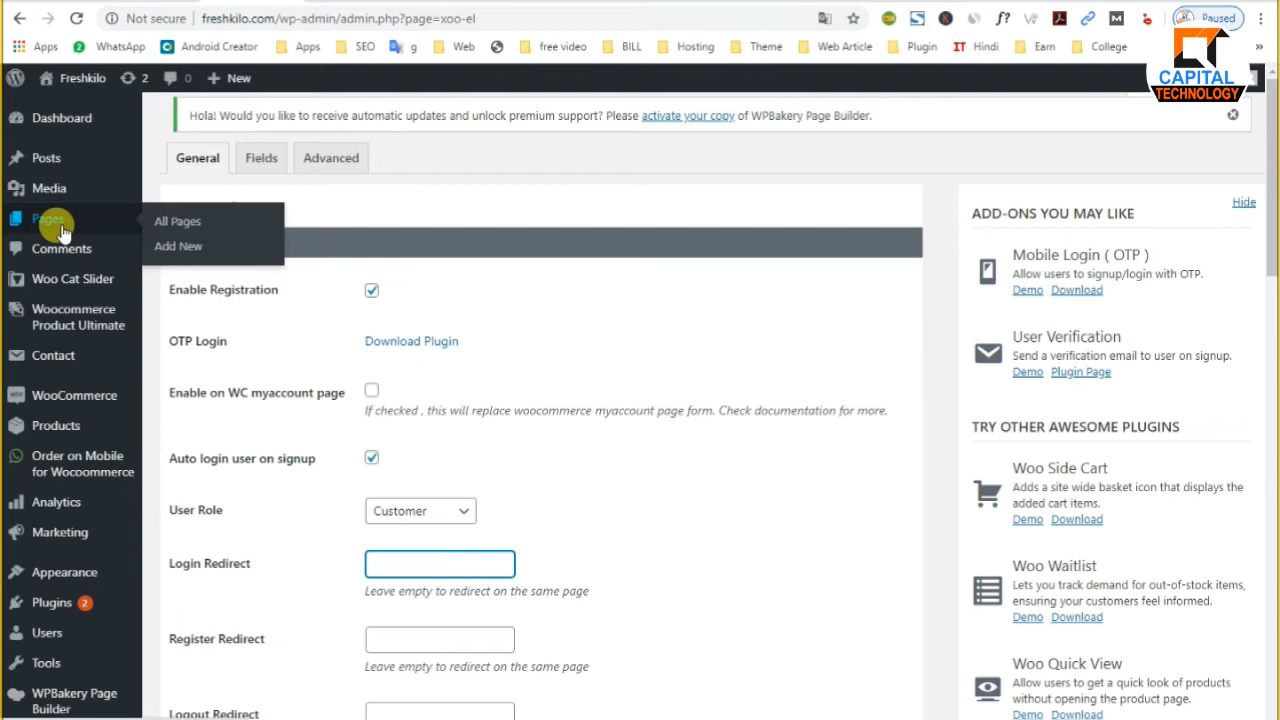 Not secure | freshkilo.com/wp-admin/admin.php?page=xoo-el
Paused
Apps WhatsApp Android Creator Apps SEO g Web free video BILL Hosting Theme Web Article Plugin IT Hindi Earn College »
CAPITAL
TECHNOLOGY
Freshkilo 2 0 + New
Hola! Would you like to receive automatic updates and unlock premium support? Please activate your copy of WPBakery Page Builder.
Dashboard
Posts
Media
Pages
All Pages
Add New
Comments
Woo Cat Slider
Woocommerce
Product Ultimate
Contact
WooCommerce
Products
Order on Mobile
for Wocoommerce
Analytics
Marketing
Appearance
Plugins 2
Users
Tools
WPBakery Page
Builder
General Fields Advanced
Enable Registration
OTP Login Download Plugin
Enable on WC myaccount page
If checked , this will replace woocommerce myaccount page form. Check documentation for more.
Auto login user on signup
User Role Customer
Login Redirect
Leave empty to redirect on the same page
Register Redirect
Leave empty to redirect on the same page
Logout Redirect
Hide
ADD-ONS YOU MAY LIKE
Mobile Login ( OTP )
Allow users to signup/login with OTP.
Demo Download
User Verification
Send a verification email to user on signup.
Demo Plugin Page
TRY OTHER AWESOME PLUGINS
Woo Side Cart
Adds a site wide basket icon that displays the
added cart items.
Demo Download
Woo Waitlist
Lets you track demand for out-of-stock items,
ensuring your customers feel informed.
Demo Download
Woo Quick View
Allow users to get a quick look of products
without opening the product page.
Demo Download